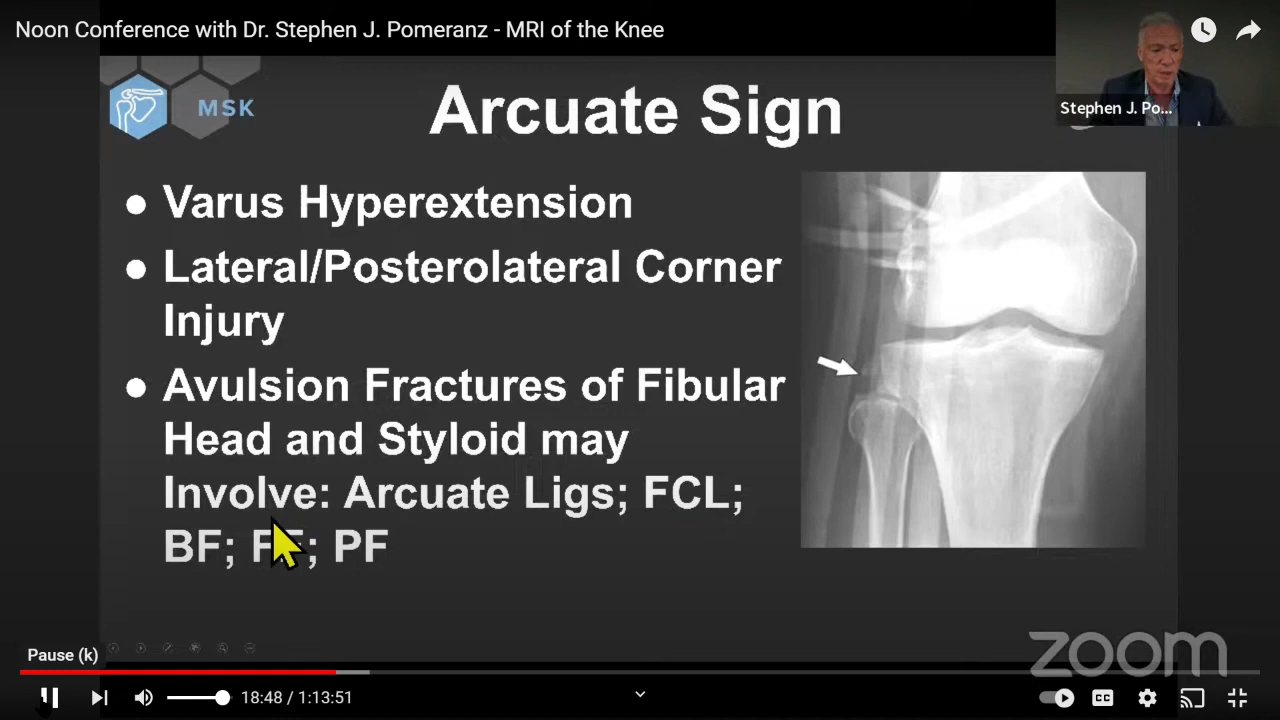 Noon Conference with Dr. Stephen J. Pomeranz - MRI of the Knee
Stephen J. Po...
MSK
Arcuate Sign
• Varus Hyperextension
• Lateral/Posterolateral Corner
Injury
• Avulsion Fractures of Fibular
Head and Styloid may
Involve: Arcuate Ligs; FCL;
BF; FF; PF
zoom
Pause (k)
18:48 / 1:13:51
CC